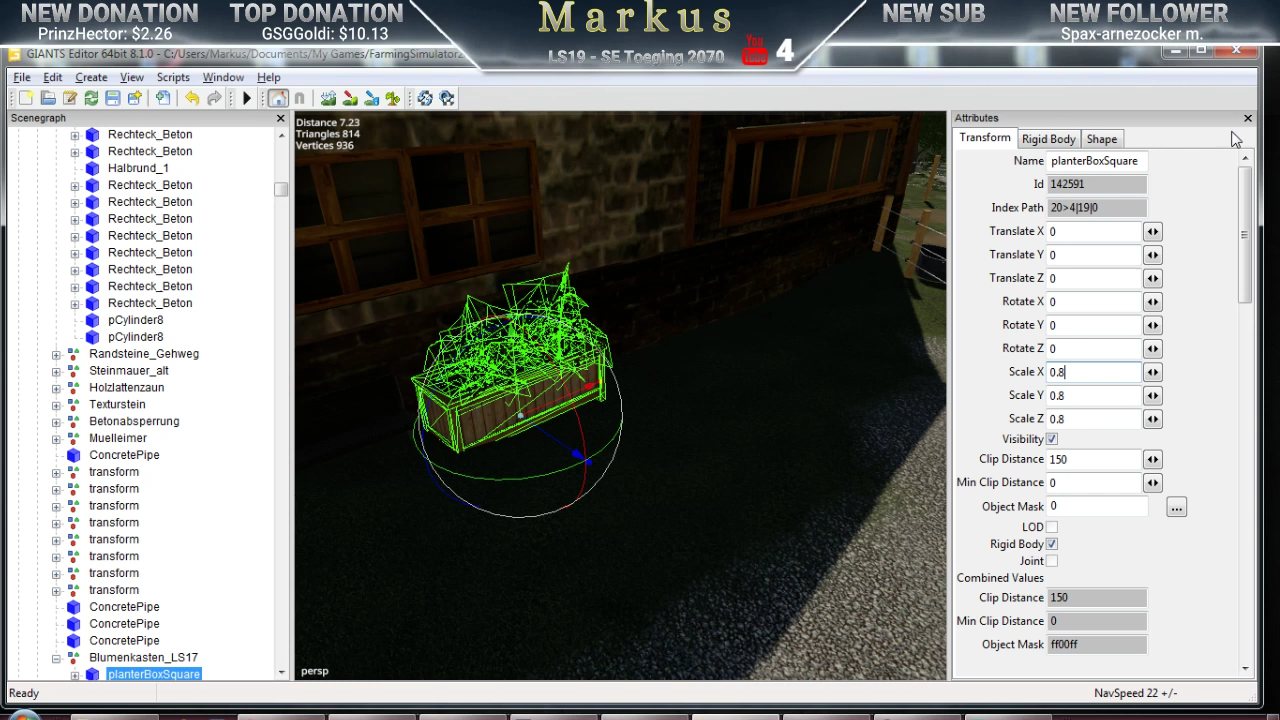 NEW DONATION
PrinzHector: $2.26
TOP DONATION
GSGGoldi: $10.13
Markus
LS19 - SE Toeging 2070
You Tube
4
NEW SUB
NEW FOLLOWER
Spax-arnezocker m.
GIANTS Editor 64bit 8.1.0 - C:/Users/Markus/Documents/My Games/FarmingSimulator2
File Edit Create View Scripts Window Help
Scenegraph
Rechteck_Beton
Rechteck_Beton
Halbrund_1
Rechteck_Beton
Rechteck_Beton
Rechteck_Beton
Rechteck_Beton
Rechteck_Beton
Rechteck_Beton
Rechteck_Beton
Rechteck_Beton
pCylinder8
pCylinder8
Randsteine_Gehweg
Steinmauer_alt
Holzlattenzaun
Texturstein
Betonabsperrung
Muelleimer
ConcretePipe
transform
transform
transform
transform
transform
transform
transform
transform
ConcretePipe
ConcretePipe
ConcretePipe
Blumenkasten_LS17
planterBoxSquare
Distance 7.23
Triangles 814
Vertices 936
persp
Attributes
Transform Rigid Body Shape
Name planterBoxSquare
Id 142591
Index Path 20>4|19|0
Translate X 0
Translate Y 0
Translate Z 0
Rotate X 0
Rotate Y 0
Rotate Z 0
Scale X 0.8
Scale Y 0.8
Scale Z 0.8
Visibility
Clip Distance 150
Min Clip Distance 0
Object Mask 0 ...
LOD
Rigid Body
Joint
Combined Values
Clip Distance 150
Min Clip Distance 0
Object Mask ff00ff
Ready
NavSpeed 22 +/-